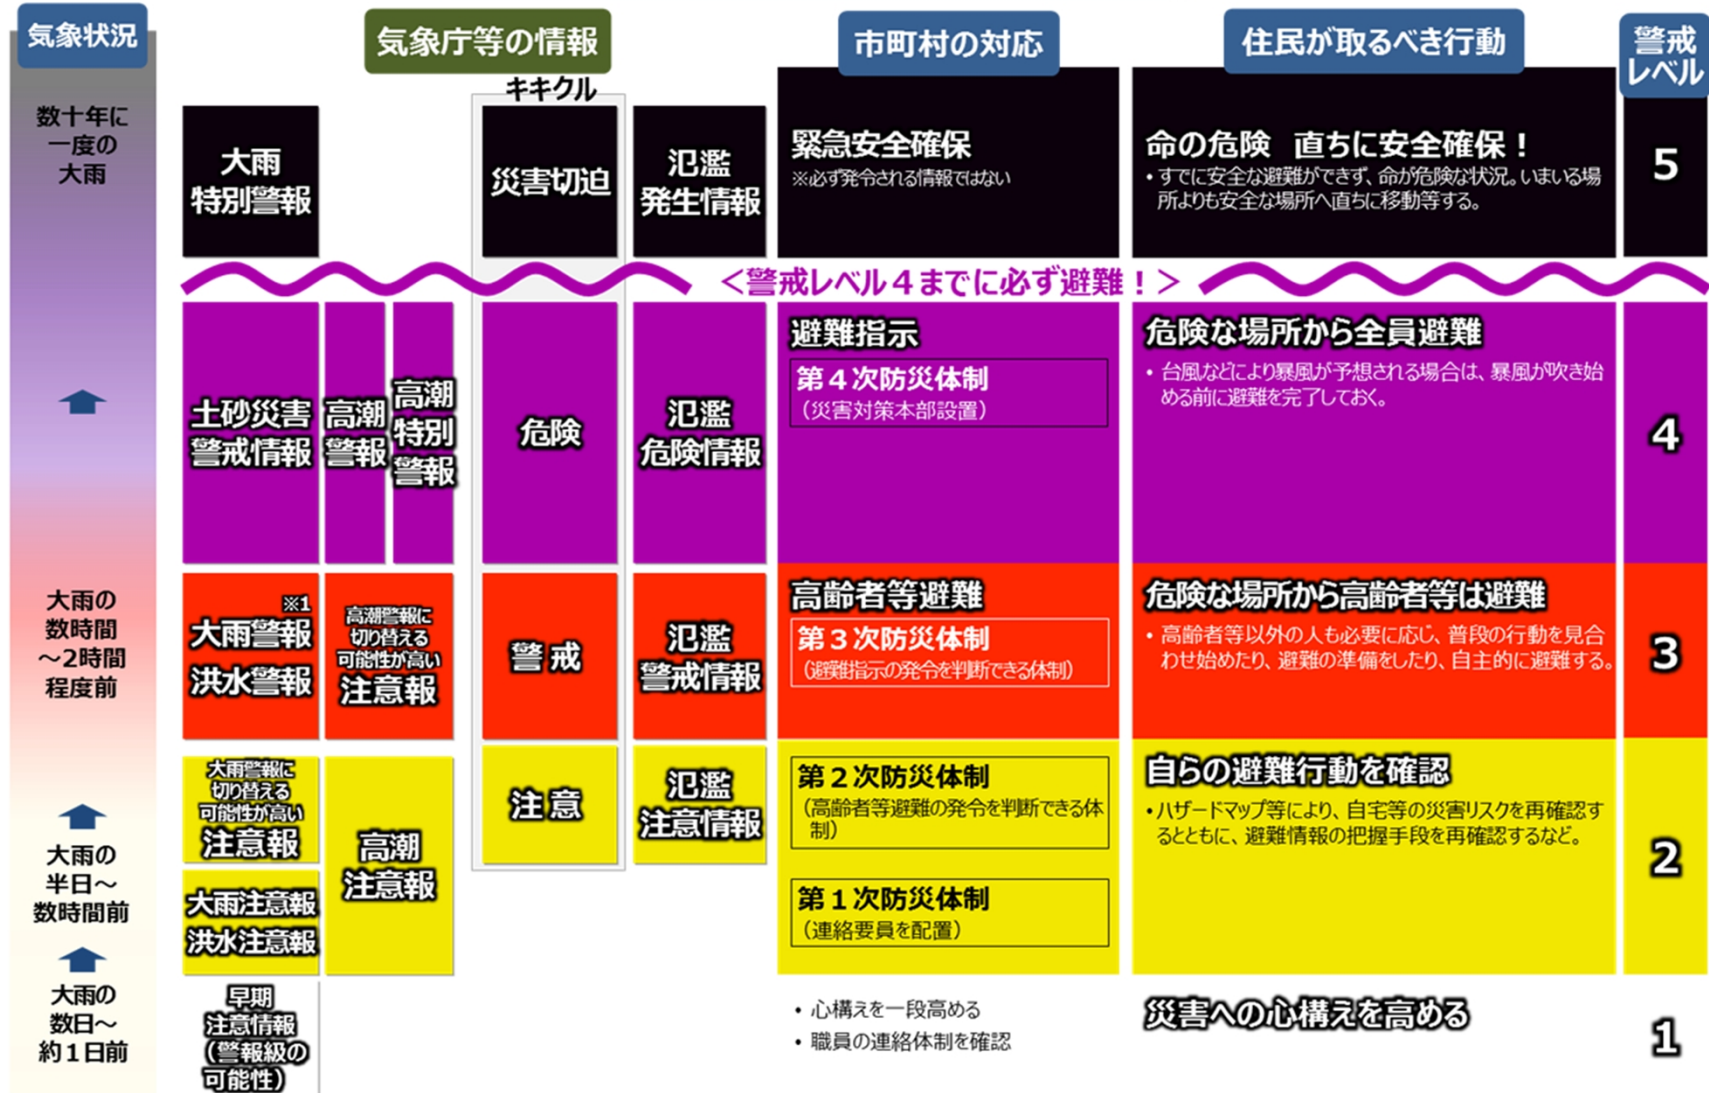 気象状況
気象庁等の情報
市町村の対応
住民が取るべき行動
警戒
レベル
キキクル
数十年に
一度の
大雨
大雨
特別警報
災害切迫
氾濫
発生情報
緊急安全確保
※必ず発令される情報ではない
命の危険 直ちに安全確保！
・すでに安全な避難ができず、命が危険な状況。いまいる場
所よりも安全な場所へ直ちに移動等する。
5
＜警戒レベル４までに必ず避難！＞
土砂災害
警戒情報
高潮
警報
高潮
特別
警報
危険
氾濫
危険情報
避難指示
第４次防災体制
（災害対策本部設置）
危険な場所から全員避難
・台風などにより暴風が予想される場合は、暴風が吹き始
める前に避難を完了しておく。
4
大雨の
数時間
～2時間
程度前
※1
大雨警報
洪水警報
高潮警報に
切り替える
可能性が高い
注意報
警戒
氾濫
警戒情報
高齢者等避難
第３次防災体制
（避難指示の発令を判断できる体制）
危険な場所から高齢者等は避難
・高齢者等以外の人も必要に応じ、普段の行動を見合
わせ始めたり、避難の準備をしたり、自主的に避難する。
3
大雨の
半日～
数時間前
大雨警報に
切り替える
可能性が高い
注意報
大雨注意報
洪水注意報
高潮
注意報
注意
氾濫
注意情報
第２次防災体制
（高齢者等避難の発令を判断できる体
制）
第１次防災体制
（連絡要員を配置）
自らの避難行動を確認
・ハザードマップ等により、自宅等の災害リスクを再確認す
るとともに、避難情報の把握手段を再確認するなど。
2
大雨の
数日～
約１日前
早期
注意情報
（警報級の
可能性）
・心構えを一段高める
・職員の連絡体制を確認
災害への心構えを高める
1